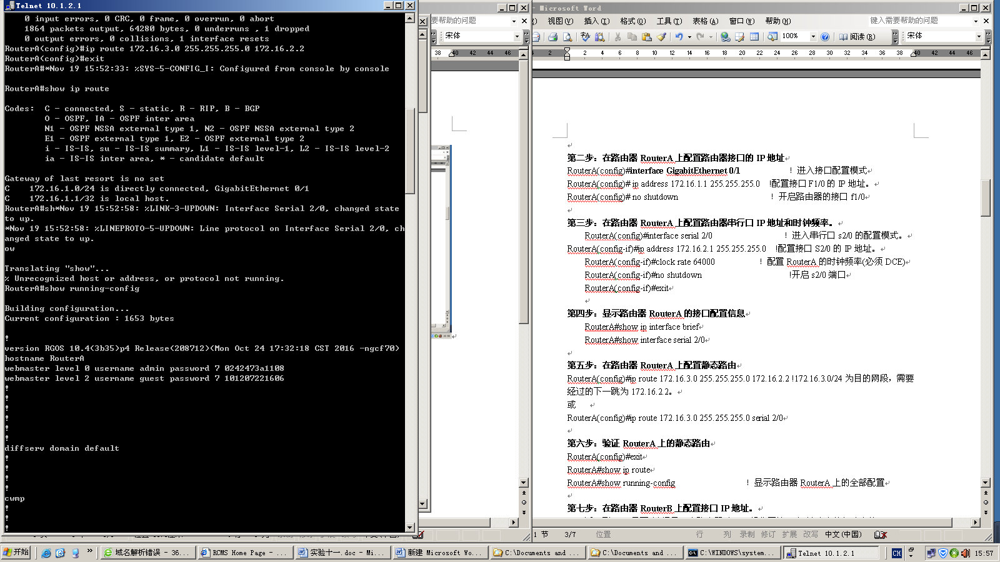 Telnet 10.1.2.1
0 input errors, 0 CRC, 0 frame, 0 overrun, 0 abort
1864 packets output, 64280 bytes, 0 underruns , 1 dropped
0 output errors, 0 collisions, 1 interface resets
RouterA(config)#ip route 172.16.3.0 255.255.255.0 172.16.2.2
RouterA(config)#exit
RouterA#*Nov 19 15:52:33: %SYS-5-CONFIG_I: Configured from console by console
RouterA#show ip route
Codes:  C - connected, S - static, R - RIP, B - BGP
O - OSPF, IA - OSPF inter area
N1 - OSPF NSSA external type 1, N2 - OSPF NSSA external type 2
E1 - OSPF external type 1, E2 - OSPF external type 2
i - IS-IS, su - IS-IS summary, L1 - IS-IS level-1, L2 - IS-IS level-2
ia - IS-IS inter area, * - candidate default
Gateway of last resort is no set
C    172.16.1.0/24 is directly connected, GigabitEthernet 0/1
C    172.16.1.1/32 is local host.
RouterA#sh*Nov 19 15:52:58: %LINK-3-UPDOWN: Interface Serial 2/0, changed state
to up.
*Nov 19 15:52:58: %LINEPROTO-5-UPDOWN: Line protocol on Interface Serial 2/0, ch
anged state to up.
ow
Translating "show"...
% Unrecognized host or address, or protocol not running.
RouterA#show running-config
Building configuration...
Current configuration : 1653 bytes
!
version RGOS 10.4(3b35)p4 Release(208712)(Mon Oct 24 17:32:18 CST 2016 -ngcf70)
hostname RouterA
webmaster level 0 username admin password 7 0242473a1108
webmaster level 2 username guest password 7 101207221606
!
!
!
!
!
!
diffserv domain default
!
!
!
!
cwmp
!
!
!
要帮助的问题
宋体
38 40 42 44 46
- Microsoft Word
视图(V) 插入(I) 格式(O) 工具(T) 表格(A) 窗口(W) 帮助(H) 键入需要帮助的问题
100% 阅读(R) 宋体
2 2 4 6 8 10 12 14 16 18 20 22 24 26 28 30 32 34 36 38 40 42 44 46
第二步：在路由器 RouterA 上配置路由器接口的 IP 地址
RouterA(config)#interface GigabitEthernet 0/1 ！进入接口配置模式
RouterA(config)# ip address 172.16.1.1 255.255.255.0 !配置接口 F1/0 的 IP 地址。
RouterA(config)# no shutdown ！开启路由器的接口 f1/0
第三步：在路由器 RouterA 上配置路由器串行口 IP 地址和时钟频率。
RouterA(config)#interface serial 2/0 ！进入串行口 s2/0 的配置模式。
RouterA(config-if)#ip address 172.16.2.1 255.255.255.0 !配置接口 S2/0 的 IP 地址。
RouterA(config-if)#clock rate 64000 ！配置 RouterA 的时钟频率(必须 DCE)
RouterA(config-if)#no shutdown !开启 s2/0 端口
RouterA(config-if)#exit
第四步：显示路由器 RouterA 的接口配置信息
RouterA#show ip interface brief
RouterA#show interface serial 2/0
第五步：在路由器 RouterA 上配置静态路由
RouterA(config)#ip route 172.16.3.0 255.255.255.0 172.16.2.2 !172.16.3.0/24 为目的网段，需要
经过的下一跳为 172.16.2.2。
或
RouterA(config)#ip route 172.16.3.0 255.255.255.0 serial 2/0
第六步：验证 RouterA 上的静态路由
RouterA(config)#exit
RouterA#show ip route
RouterA#show running-config ！显示路由器 RouterA 上的全部配置
第七步：在路由器 RouterB 上配置接口 IP 地址。
1 节 3/7 位置 行 列 录制 修订 扩展 改写 中文(中国)
开始 » 域名解析错误 - 36... RCMS Home Page - ... 实验十一.doc - Mi... 新建 Microsoft Wo... C:\Documents and ... C:\Documents and ... C:\WINDOWS\system... Telnet 10.1.2.1 CH 15:57